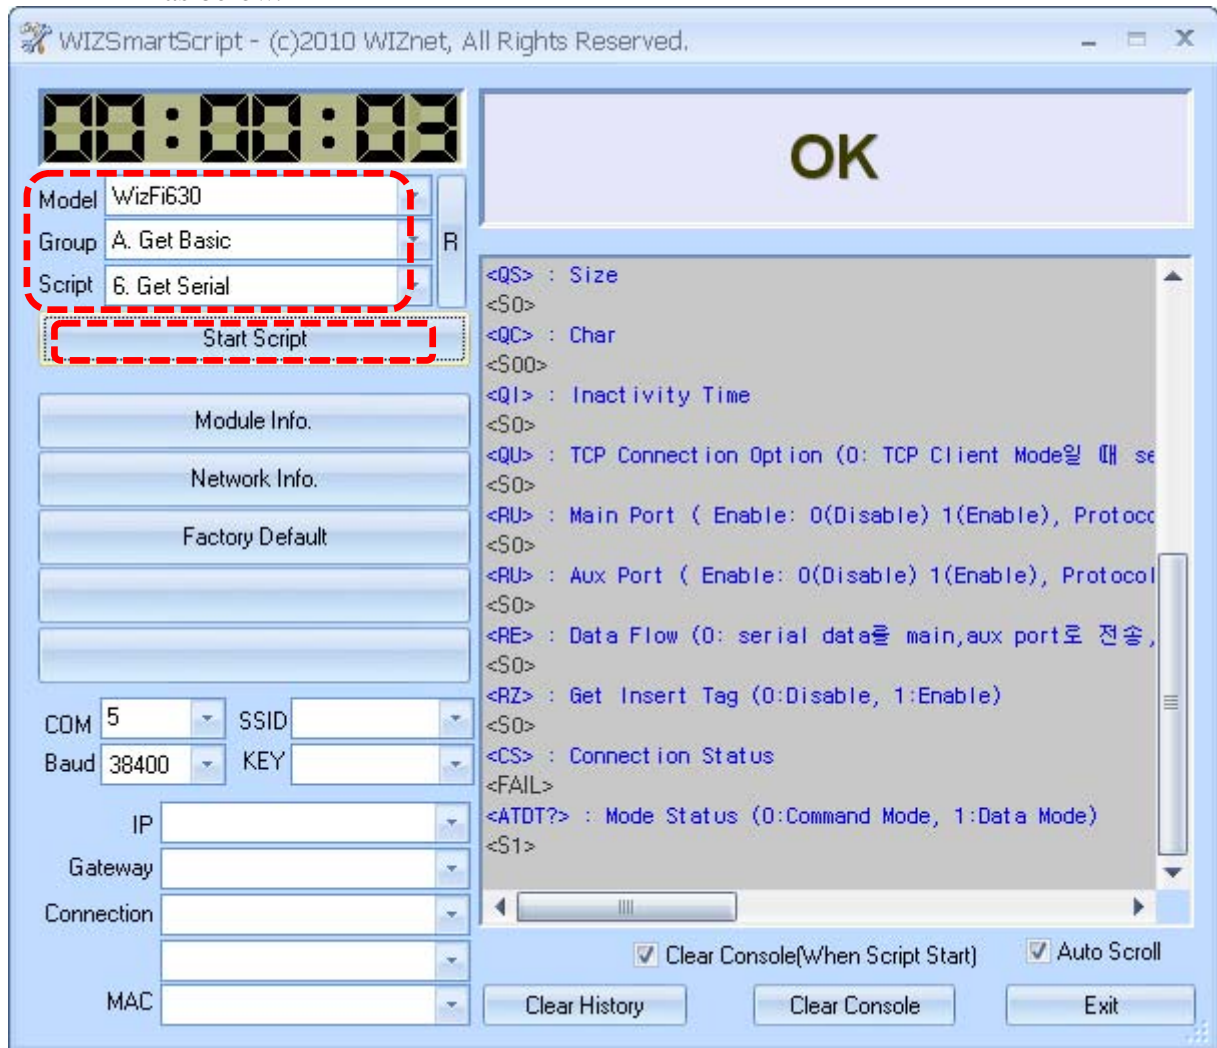 WIZSmartScript - (c)2010 WIZnet, All Rights Reserved.
00:00:03
OK
Model WizFi630
Group A. Get Basic
R
Script 6. Get Serial
Start Script
Module Info.
Network Info.
Factory Default
COM 5 SSID
Baud 38400 KEY
IP
Gateway
Connection
MAC
<QS> : Size
<S0>
<QC> : Char
<S00>
<QI> : Inactivity Time
<S0>
<QU> : TCP Connection Option (0: TCP Client Mode일 때 se
<S0>
<RU> : Main Port ( Enable: 0(Disable) 1(Enable), Protoco
<S0>
<RU> : Aux Port ( Enable: 0(Disable) 1(Enable), Protocol
<S0>
<RE> : Data Flow (0: serial data를 main,aux port로 전송,
<S0>
<RZ> : Get Insert Tag (0:Disable, 1:Enable)
<S0>
<CS> : Connection Status
<FAIL>
<ATDT?> : Mode Status (0:Command Mode, 1:Data Mode)
<S1>
Clear Console(When Script Start) Auto Scroll
Clear History Clear Console Exit